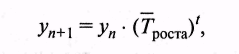 yₙ₊₁ = yₙ · (T̅роста)ᵗ,